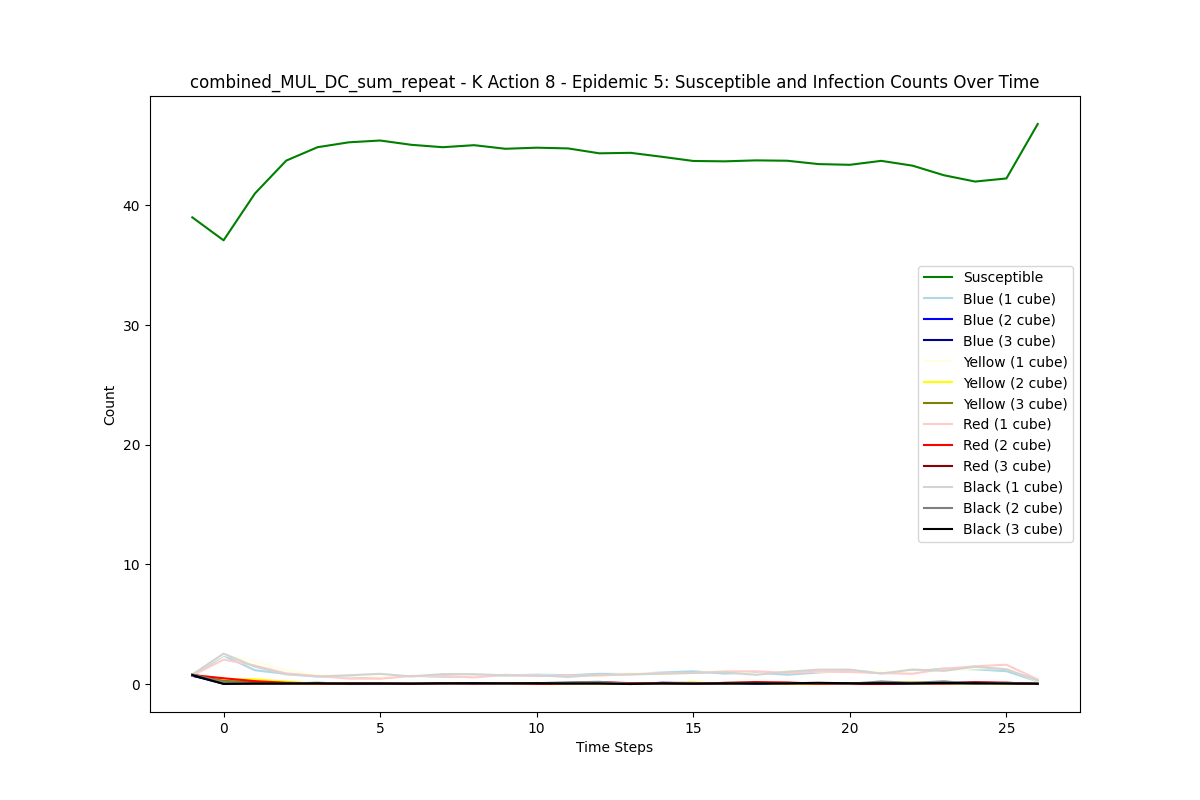 combined_MUL_DC_sum_repeat - K Action 8 - Epidemic 5: Susceptible and Infection Counts Over Time
Count
40
30
20
10
0
Susceptible
Blue (1 cube)
Blue (2 cube)
Blue (3 cube)
Yellow (1 cube)
Yellow (2 cube)
Yellow (3 cube)
Red (1 cube)
Red (2 cube)
Red (3 cube)
Black (1 cube)
Black (2 cube)
Black (3 cube)
0 5 10 15 20 25
Time Steps